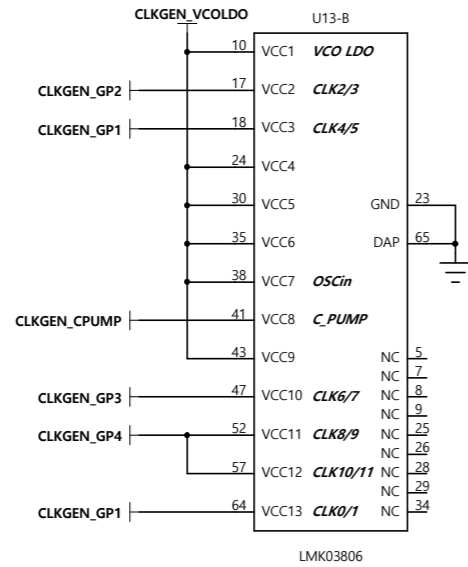 CLKGEN_VCOLDO
U13-B
10 VCC1 VCO LDO
CLKGEN_GP2 17 VCC2 CLK2/3
CLKGEN_GP1 18 VCC3 CLK4/5
24 VCC4
30 VCC5 GND 23
35 VCC6 DAP 65
38 VCC7 OSCin
CLKGEN_CPUMP 41 VCC8 C_PUMP
43 VCC9 NC 5
NC 7
CLKGEN_GP3 47 VCC10 CLK6/7 NC 8
NC 9
CLKGEN_GP4 52 VCC11 CLK8/9 NC 25
NC 26
57 VCC12 CLK10/11 NC 28
NC 29
CLKGEN_GP1 64 VCC13 CLK0/1 NC 34
LMK03806